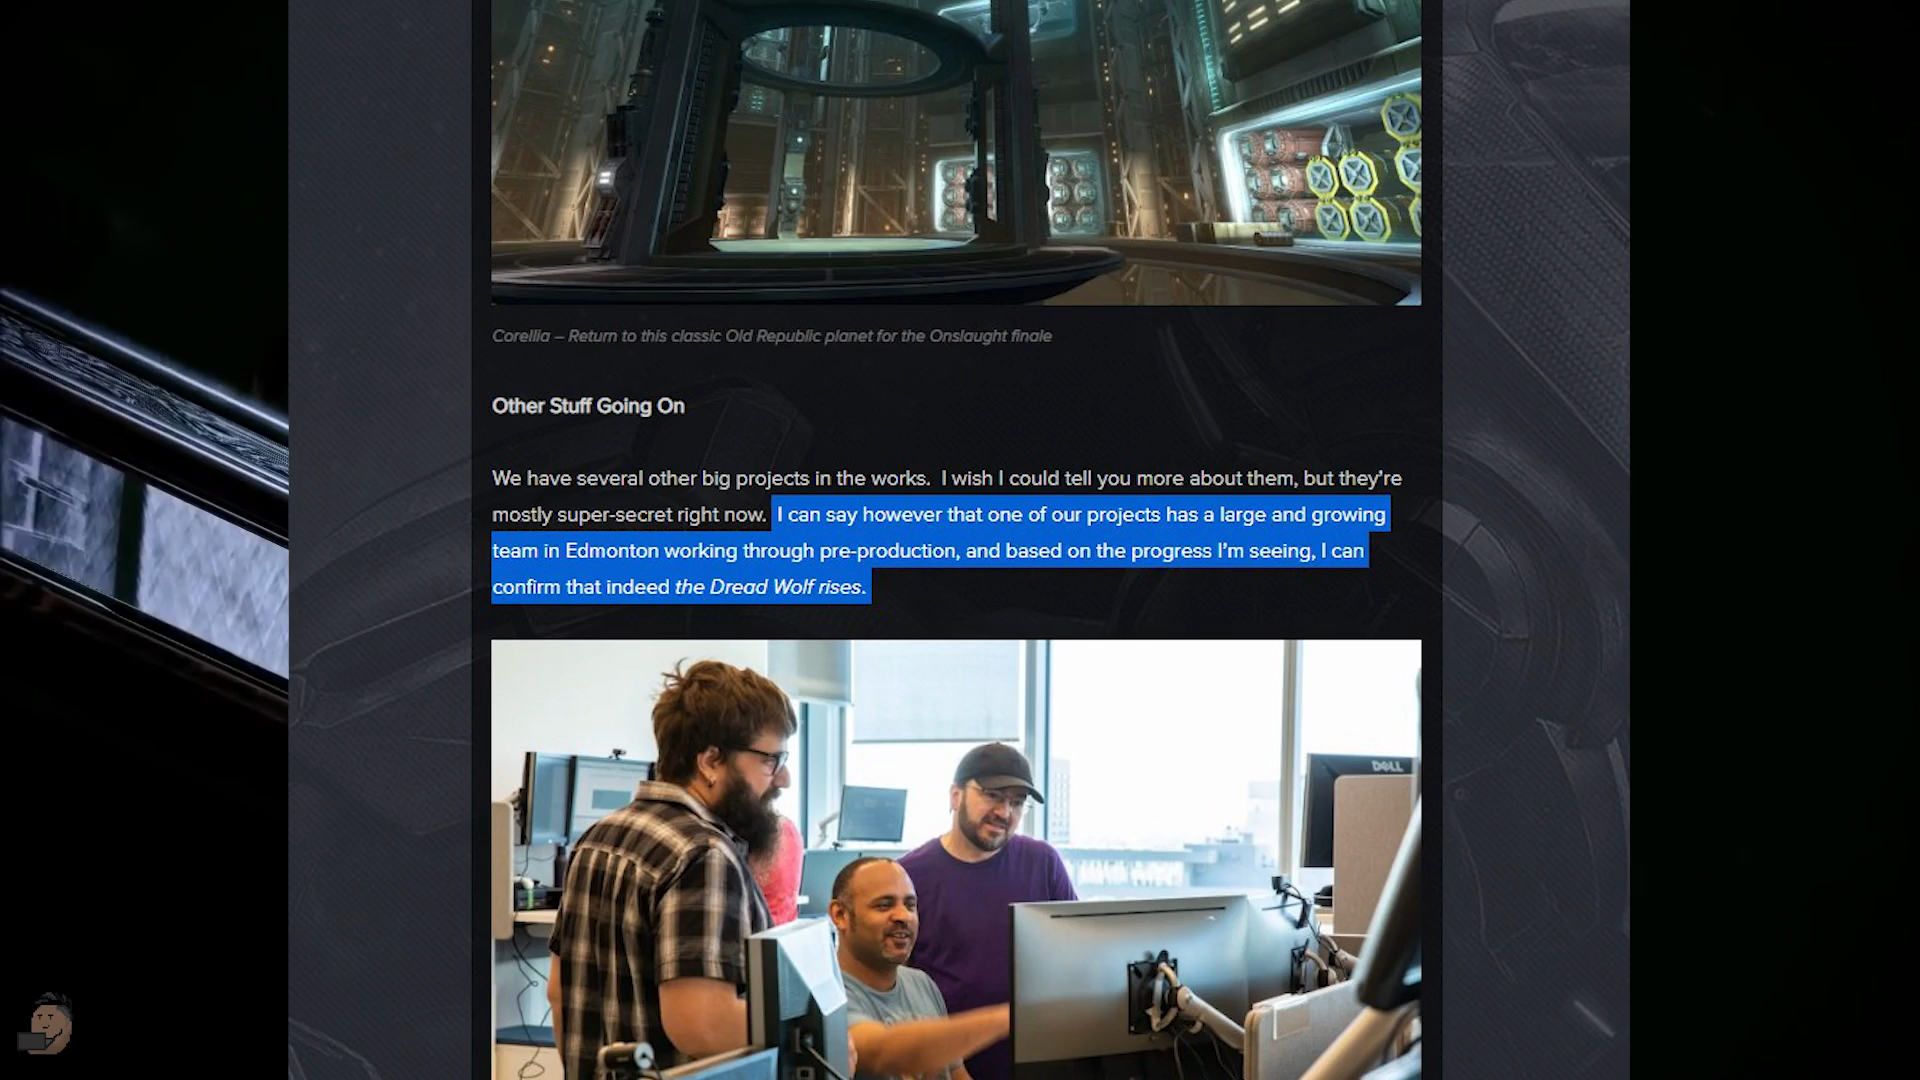 Corellia – Return to this classic Old Republic planet for the Onslaught finale
Other Stuff Going On
We have several other big projects in the works.  I wish I could tell you more about them, but they’re
mostly super-secret right now.  I can say however that one of our projects has a large and growing
team in Edmonton working through pre-production, and based on the progress I’m seeing, I can
confirm that indeed the Dread Wolf rises.
DELL